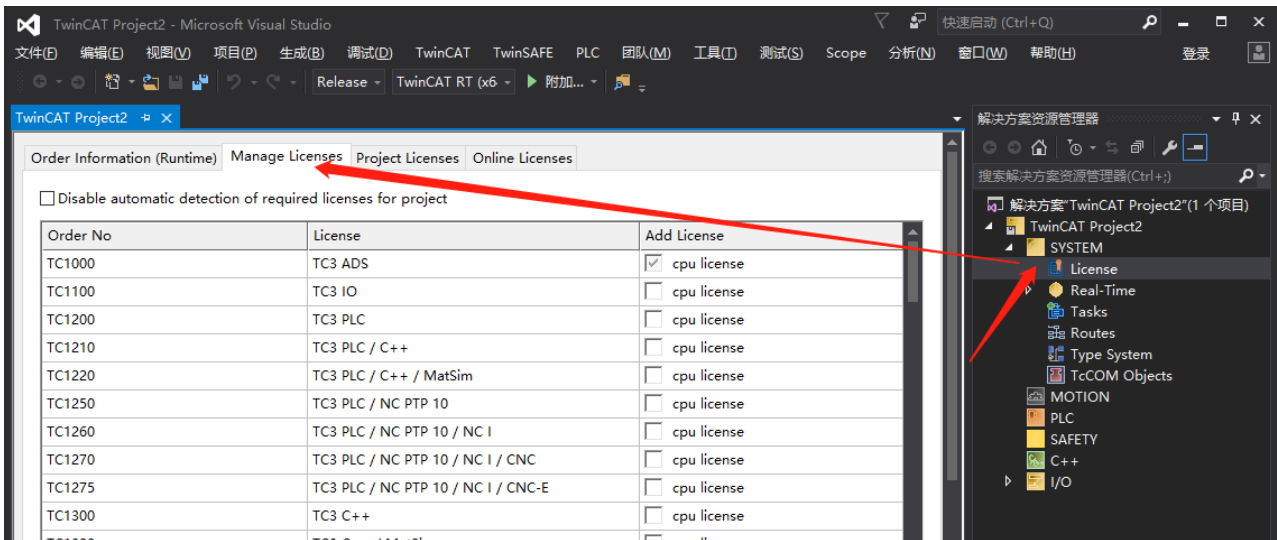 TwinCAT Project2 - Microsoft Visual Studio
快速启动 (Ctrl+Q)
文件(F) 编辑(E) 视图(V) 项目(P) 生成(B) 调试(D) TwinCAT TwinSAFE PLC 团队(M) 工具(T) 测试(S) Scope 分析(N) 窗口(W) 帮助(H) 登录
Release TwinCAT RT (x6 附加...
TwinCAT Project2
Order Information (Runtime) Manage Licenses Project Licenses Online Licenses
Disable automatic detection of required licenses for project
Order No License Add License
TC1000 TC3 ADS cpu license
TC1100 TC3 IO cpu license
TC1200 TC3 PLC cpu license
TC1210 TC3 PLC / C++ cpu license
TC1220 TC3 PLC / C++ / MatSim cpu license
TC1250 TC3 PLC / NC PTP 10 cpu license
TC1260 TC3 PLC / NC PTP 10 / NC I cpu license
TC1270 TC3 PLC / NC PTP 10 / NC I / CNC cpu license
TC1275 TC3 PLC / NC PTP 10 / NC I / CNC-E cpu license
TC1300 TC3 C++ cpu license
解决方案资源管理器
搜索解决方案资源管理器(Ctrl+;)
解决方案"TwinCAT Project2"(1 个项目)
TwinCAT Project2
SYSTEM
License
Real-Time
Tasks
Routes
Type System
TcCOM Objects
MOTION
PLC
SAFETY
C++
I/O